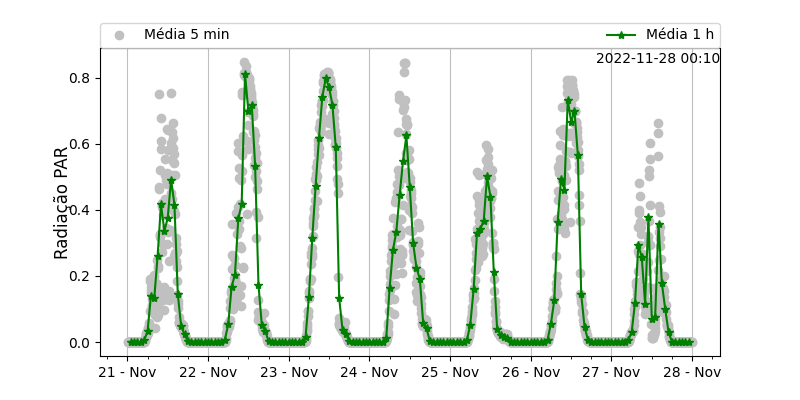 Média 5 min
Média 1 h
2022-11-28 00:10
Radiação PAR
0.8
0.6
0.4
0.2
0.0
21 - Nov
22 - Nov
23 - Nov
24 - Nov
25 - Nov
26 - Nov
27 - Nov
28 - Nov